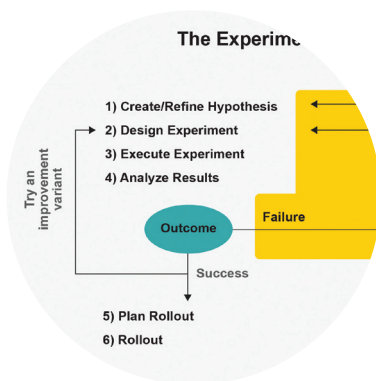 The Experime
1) Create/Refine Hypothesis
2) Design Experiment
3) Execute Experiment
4) Analyze Results
Try an
improvement
variant
Outcome
Failure
Success
5) Plan Rollout
6) Rollout